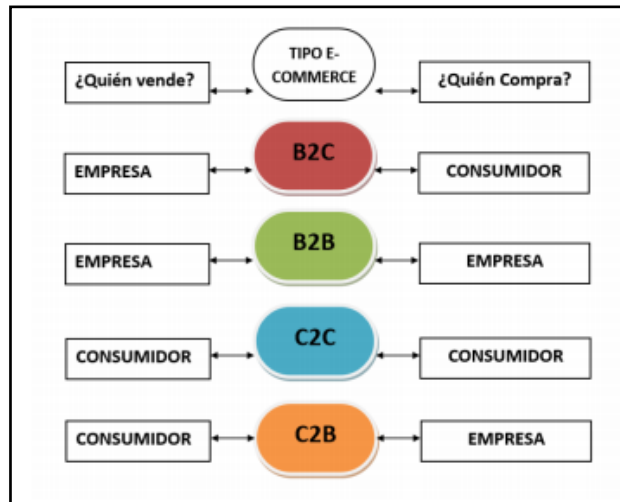 TIPO E-
COMMERCE
¿Quién vende?
¿Quién Compra?
B2C
EMPRESA
CONSUMIDOR
B2B
EMPRESA
EMPRESA
C2C
CONSUMIDOR
CONSUMIDOR
C2B
CONSUMIDOR
EMPRESA